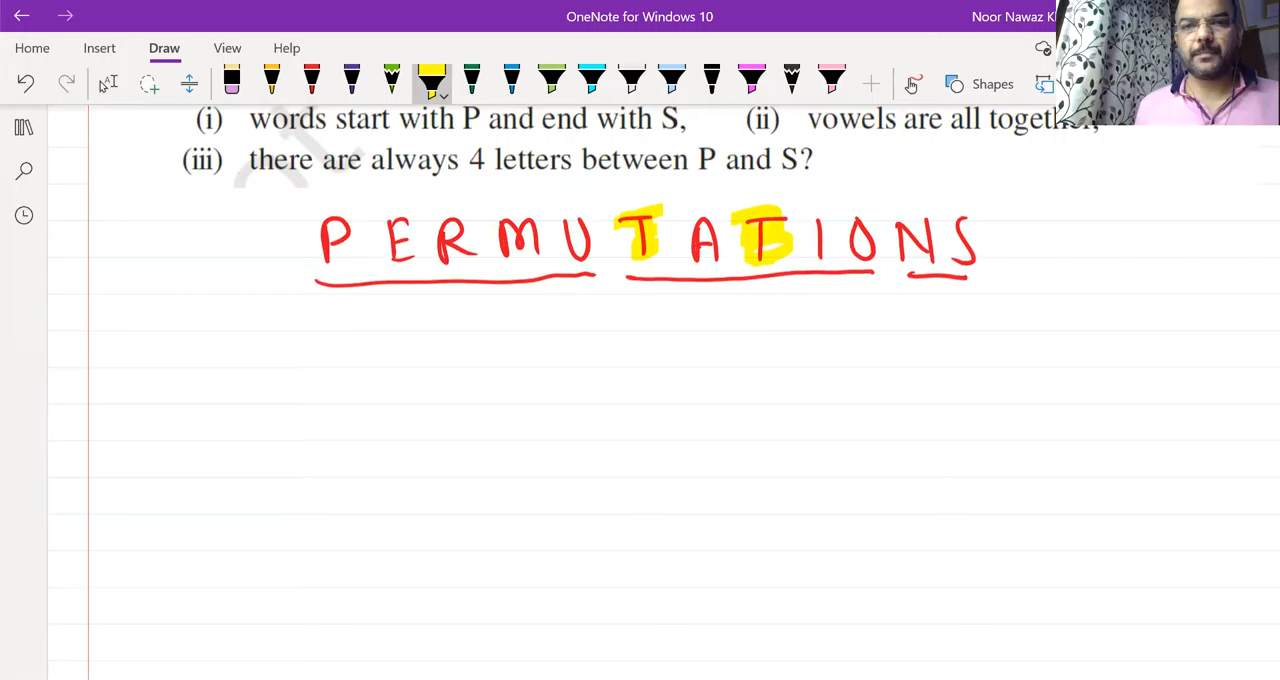 OneNote for Windows 10
Noor Nawaz K
Home Insert Draw View Help
Shapes
(i) words start with P and end with S, (ii) vowels are all
(iii) there are always 4 letters between P and S?
PERMUTATIONS